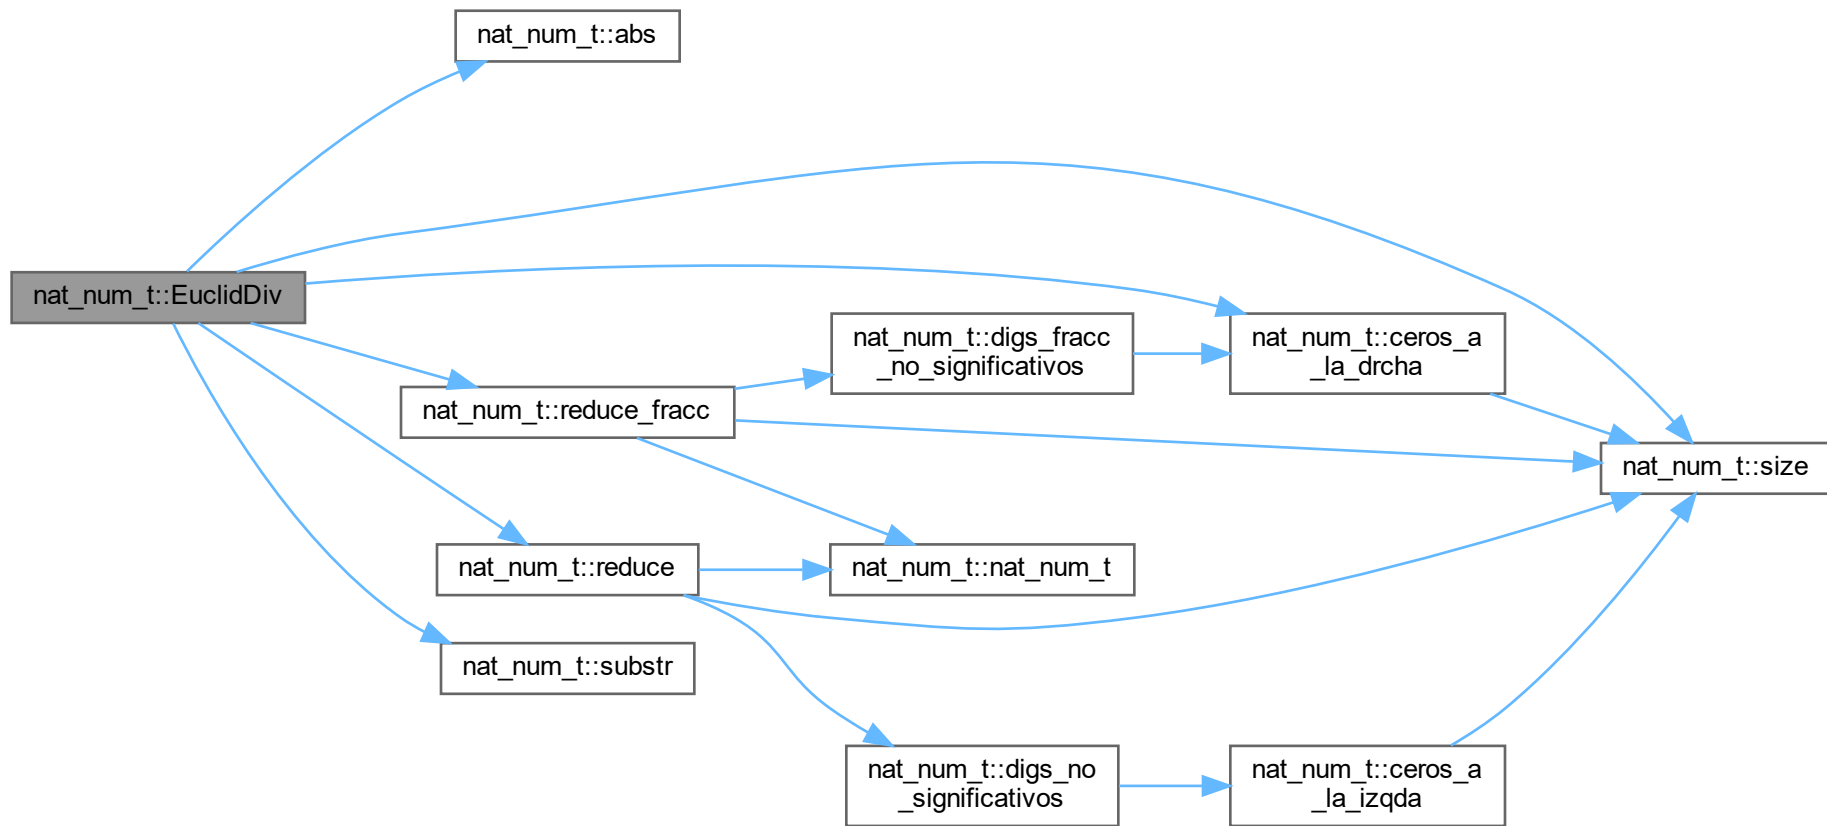 nat_num_t::abs
nat_num_t::EuclidDiv
nat_num_t::digs_fracc
_no_significativos
nat_num_t::ceros_a
_la_drcha
nat_num_t::reduce_fracc
nat_num_t::size
nat_num_t::reduce
nat_num_t::nat_num_t
nat_num_t::substr
nat_num_t::digs_no
_significativos
nat_num_t::ceros_a
_la_izqda